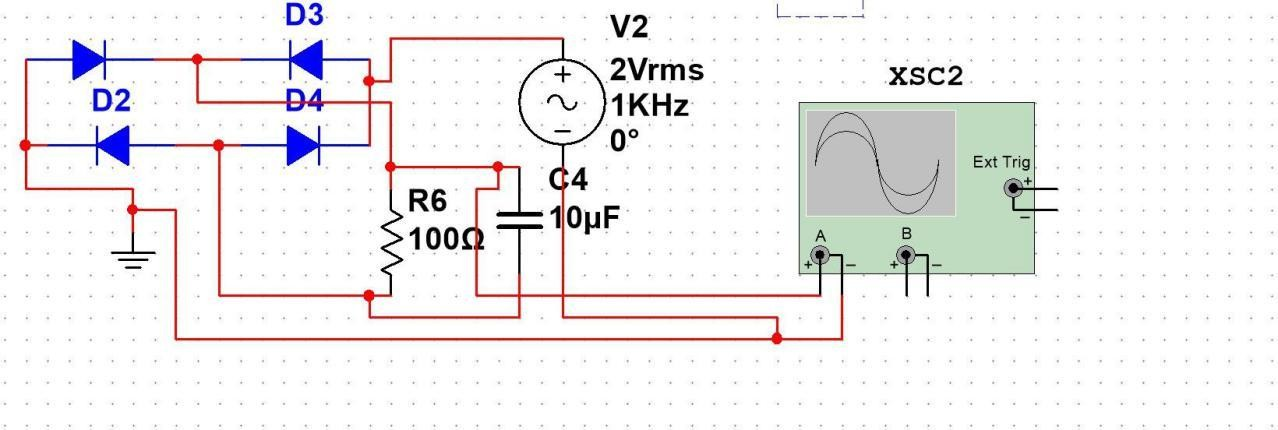 D3
V2
2Vrms
1KHz
0°
XSC2
D2
D4
Ext Trig
+
−
C4
10µF
R6
100Ω
A
B
+
−
+
−
+
−